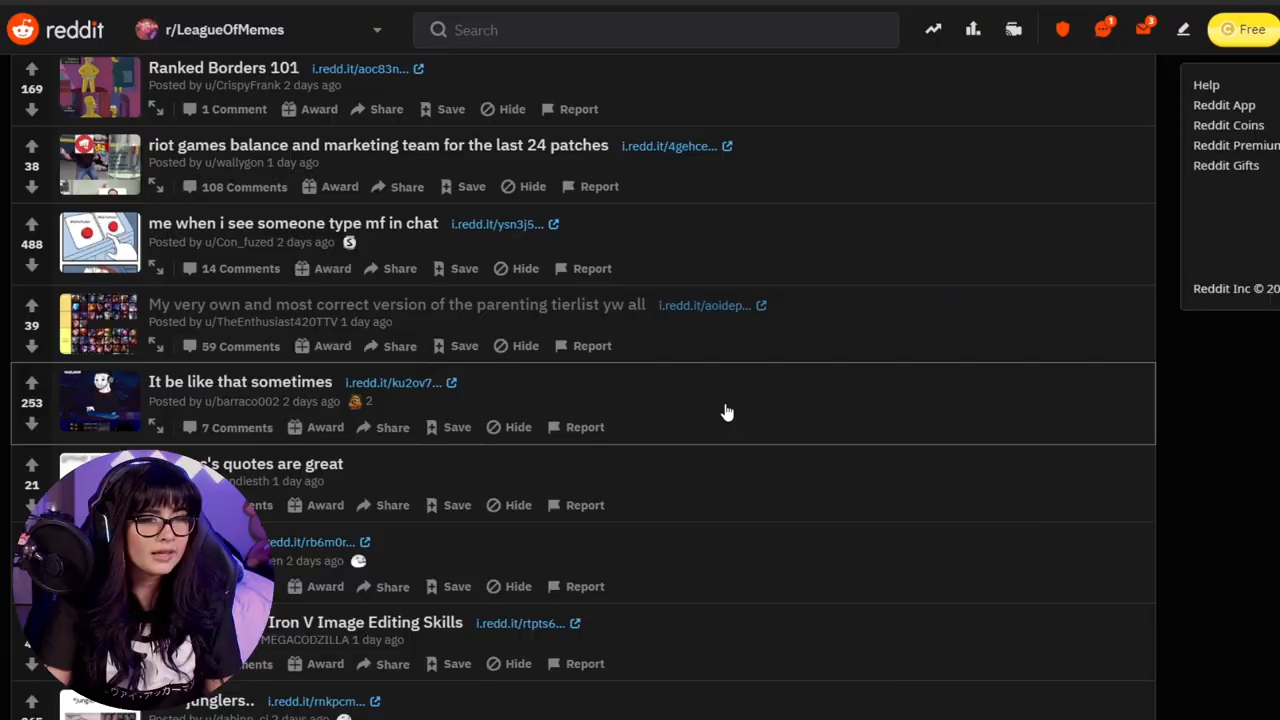 reddit r/LeagueOfMemes Search 1 3 Free
169 Ranked Borders 101 i.redd.it/aoc83n...
Posted by u/CrispyFrank 2 days ago
1 Comment Award Share Save Hide Report
38 riot games balance and marketing team for the last 24 patches i.redd.it/4gehce...
Posted by u/wallygon 1 day ago
108 Comments Award Share Save Hide Report
488 me when i see someone type mf in chat i.redd.it/ysn3j5...
Posted by u/Con_fuzed 2 days ago
14 Comments Award Share Save Hide Report
39 My very own and most correct version of the parenting tierlist yw all i.redd.it/aoidep...
Posted by u/TheEnthusiast420TTV 1 day ago
59 Comments Award Share Save Hide Report
253 It be like that sometimes i.redd.it/ku2ov7...
Posted by u/barraco002 2 days ago 2
7 Comments Award Share Save Hide Report
21 's quotes are great
ndiesth 1 day ago
ents Award Share Save Hide Report
redd.it/rb6m0r...
en 2 days ago
Award Share Save Hide Report
Iron V Image Editing Skills i.redd.it/rtpts6...
MEGACODZILLA 1 day ago
ents Award Share Save Hide Report
junglers.. i.redd.it/rnkpcm...
2 days ago
Help
Reddit App
Reddit Coins
Reddit Premium
Reddit Gifts
Reddit Inc © 20